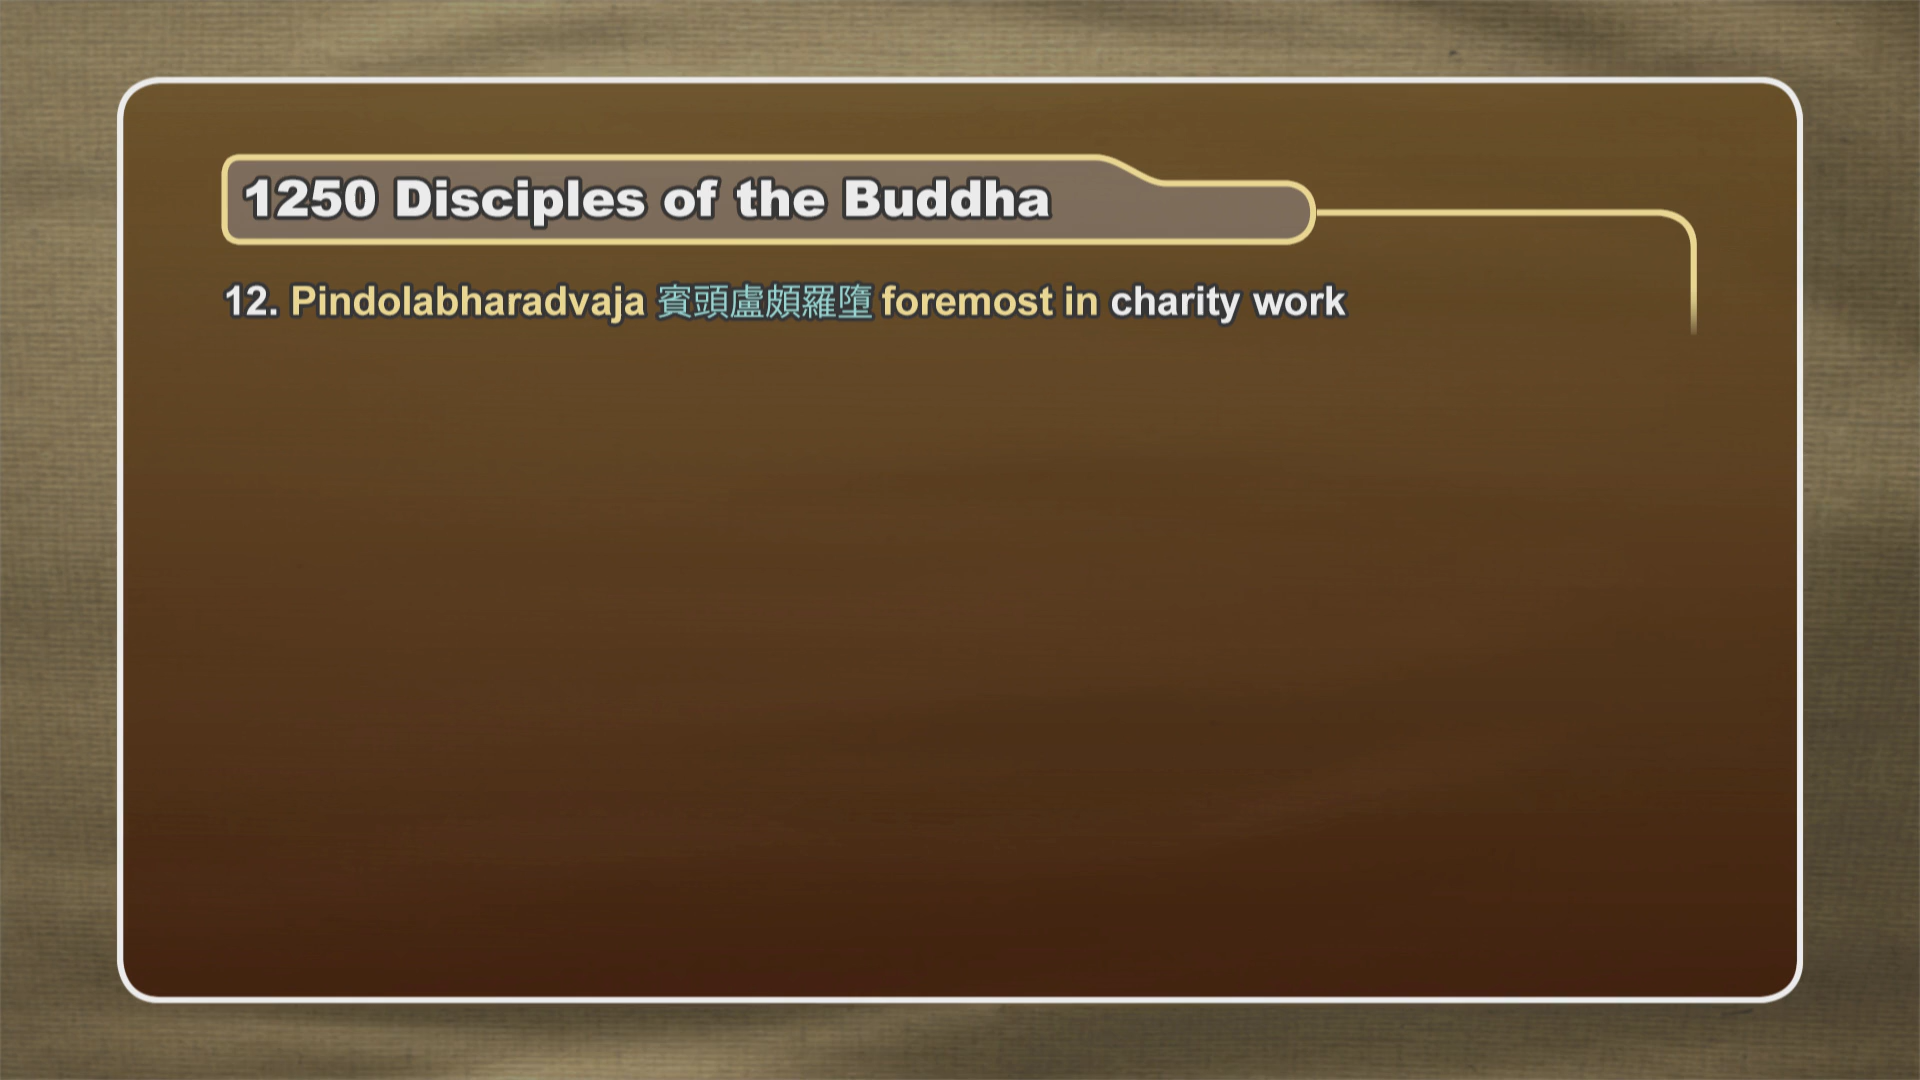 1250 Disciples of the Buddha
12. Pindolabharadvaja 賓頭盧頗羅墮 foremost in charity work